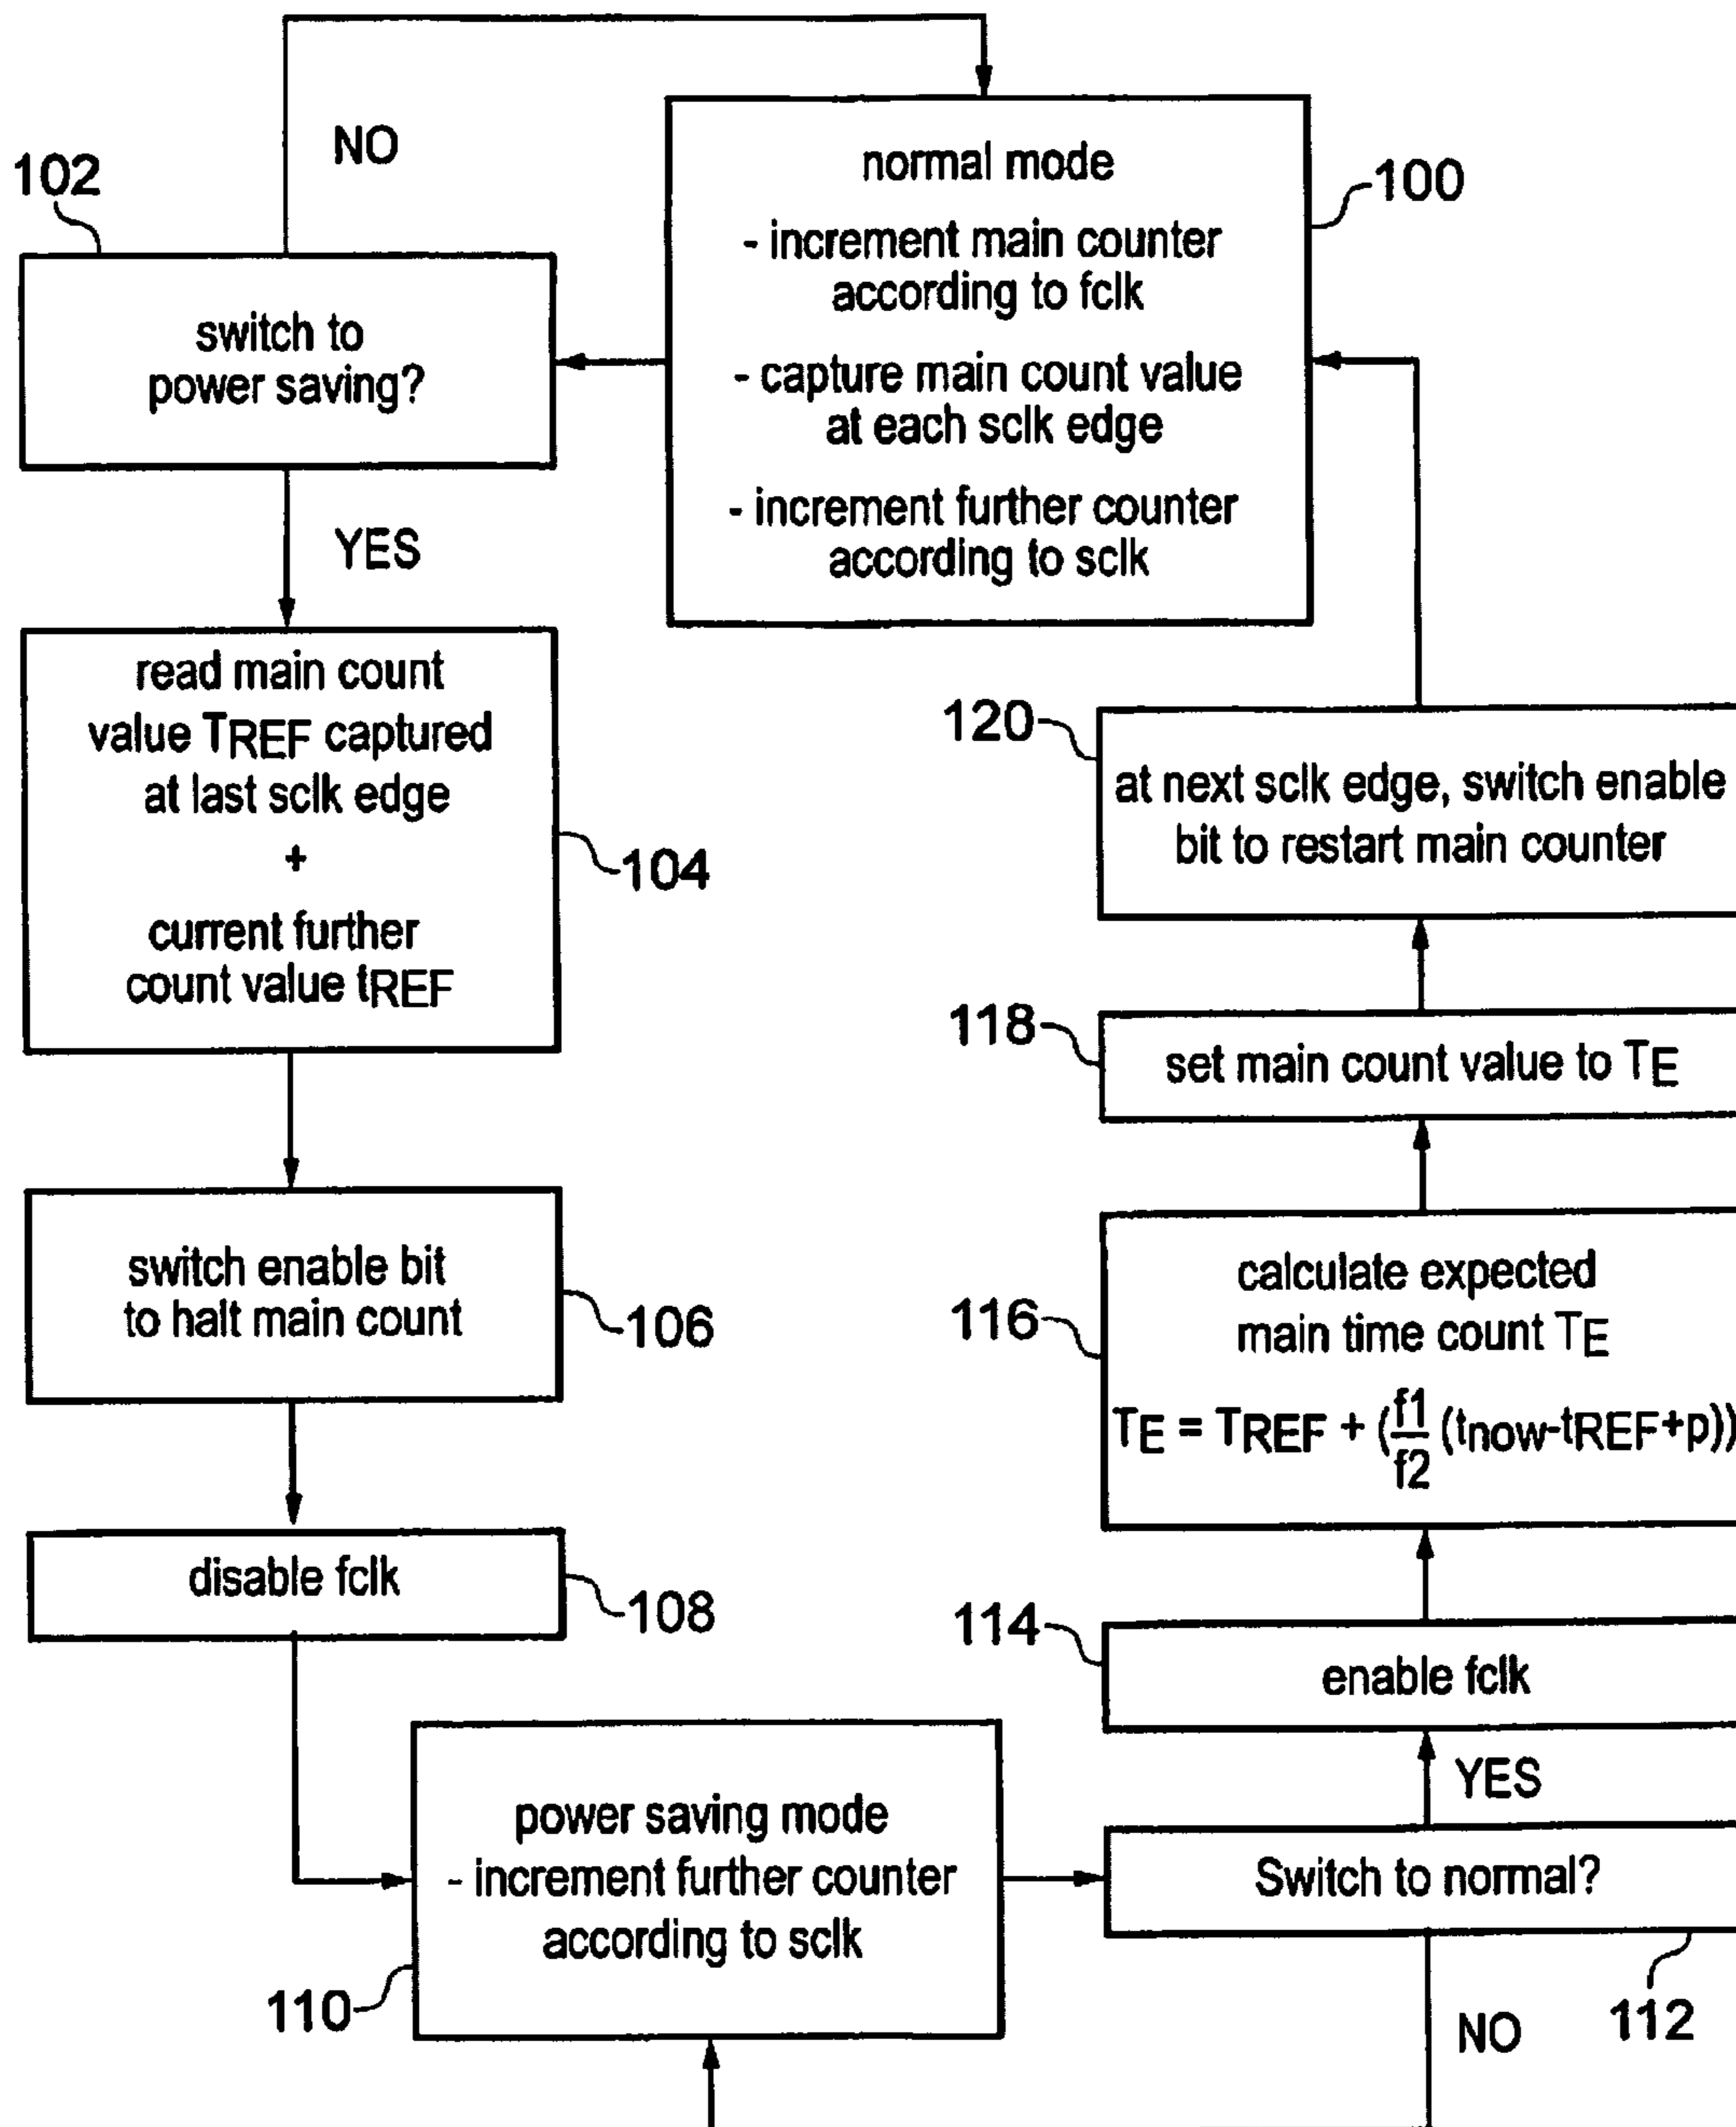 NO
102
normal mode
- increment main counter
according to fclk
- capture main count value
at each sclk edge
- increment further counter
according to sclk
100
switch to
power saving?
YES
read main count
value TREF captured
at last sclk edge
+
current further
count value tREF
104
switch enable bit
to halt main count
106
disable fclk
108
power saving mode
- increment further counter
according to sclk
110
Switch to normal?
112
NO
YES
enable fclk
114
calculate expected
main time count TE
TE = TREF + (f1/f2 (tnow-tREF+p))
116
set main count value to TE
118
at next sclk edge, switch enable
bit to restart main counter
120